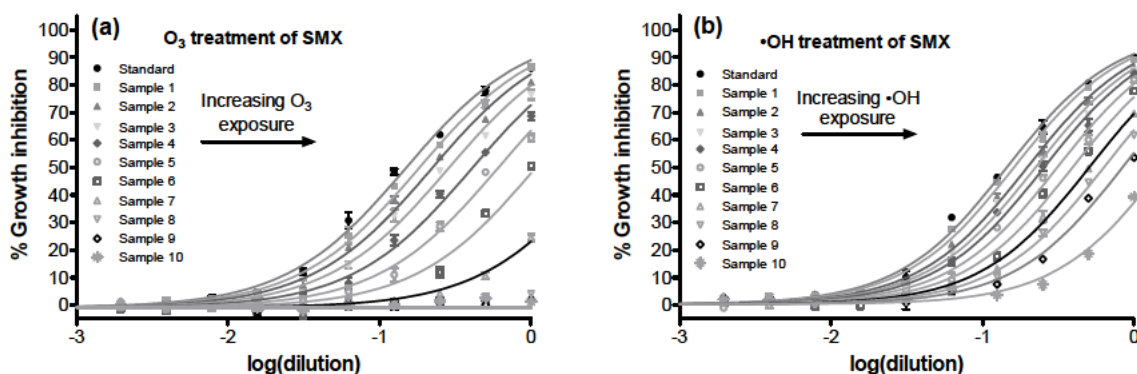 (a)
O₃ treatment of SMX
% Growth inhibition
100
90
80
70
60
50
40
30
20
10
0
Standard
Sample 1
Sample 2
Sample 3
Sample 4
Sample 5
Sample 6
Sample 7
Sample 8
Sample 9
Sample 10
Increasing O₃
exposure
-3
-2
-1
0
log(dilution)
(b)
•OH treatment of SMX
% Growth inhibition
100
90
80
70
60
50
40
30
20
10
0
Standard
Sample 1
Sample 2
Sample 3
Sample 4
Sample 5
Sample 6
Sample 7
Sample 8
Sample 9
Sample 10
Increasing •OH
exposure
-3
-2
-1
0
log(dilution)